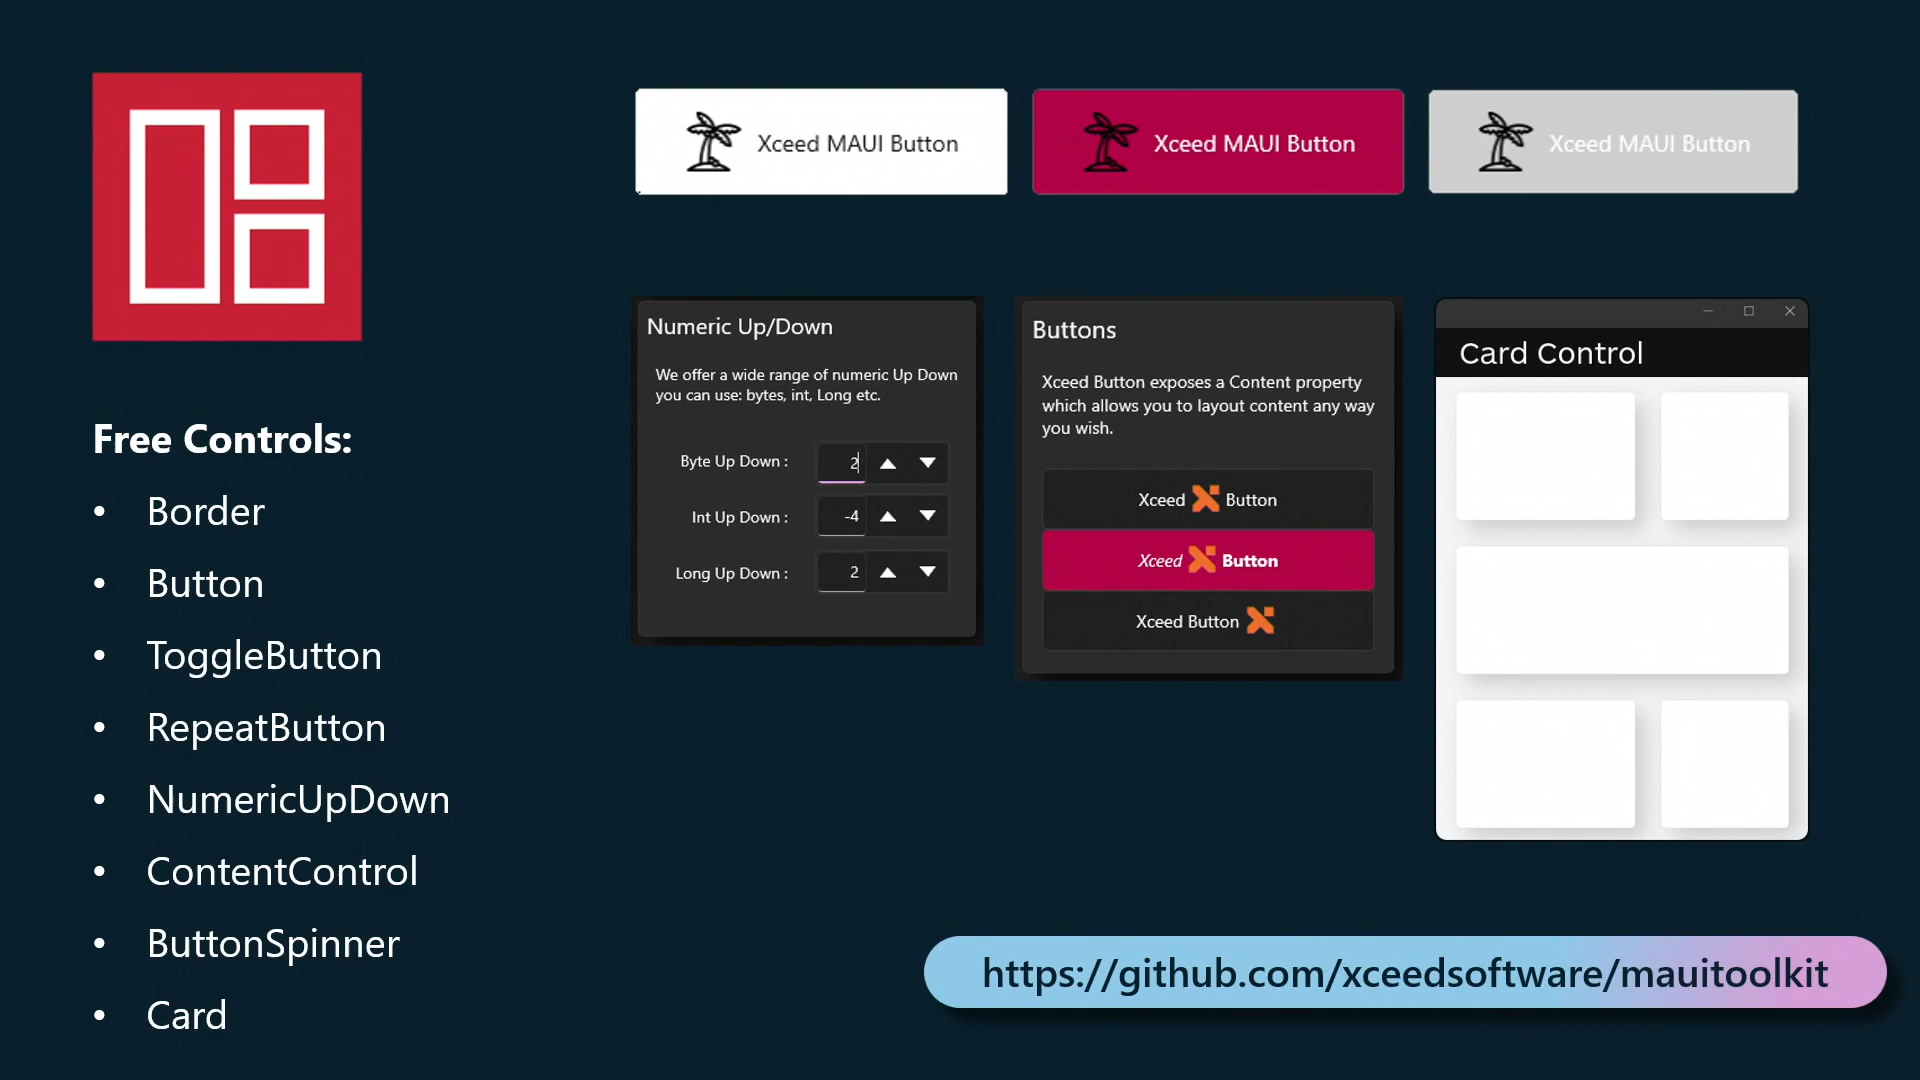 Free Controls:
• Border
• Button
• ToggleButton
• RepeatButton
• NumericUpDown
• ContentControl
• ButtonSpinner
• Card
Xceed MAUI Button
Xceed MAUI Button
Xceed MAUI Button
Numeric Up/Down
We offer a wide range of numeric Up Down
you can use: bytes, int, Long etc.
Byte Up Down : 2
Int Up Down : -4
Long Up Down : 2
Buttons
Xceed Button exposes a Content property
which allows you to layout content any way
you wish.
Xceed Button
Xceed Button
Xceed Button
Card Control
https://github.com/xceedsoftware/mauitoolkit